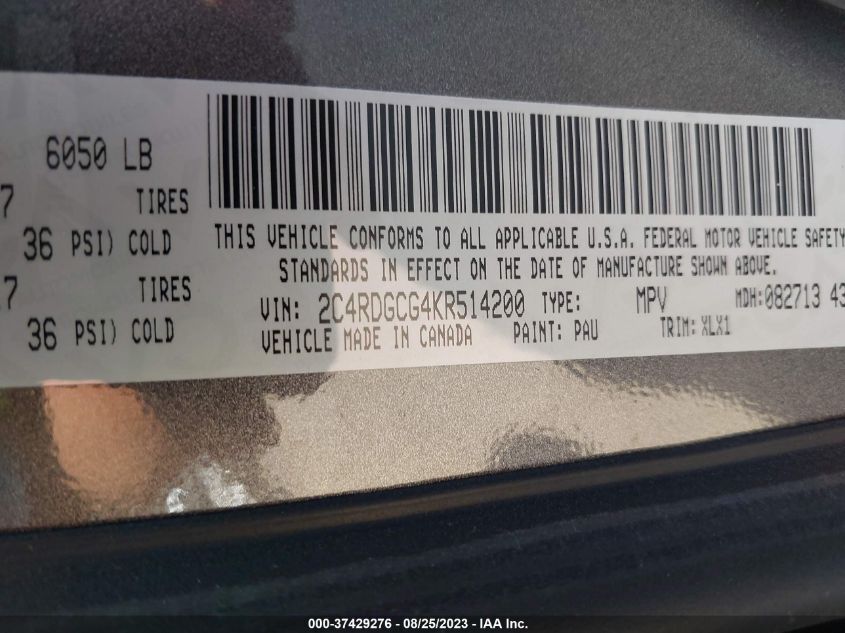 6050 LB
7 TIRES
36 PSI) COLD
7 TIRES
36 PSI) COLD
THIS VEHICLE CONFORMS TO ALL APPLICABLE U.S.A. FEDERAL MOTOR VEHICLE SAFETY
STANDARDS IN EFFECT ON THE DATE OF MANUFACTURE SHOWN ABOVE.
VIN: 2C4RDGCG4KR514200 TYPE: MPV MDH:082713 43
VEHICLE MADE IN CANADA PAINT: PAU TRIM: XLX1
000-37429276 - 08/25/2023 - IAA Inc.